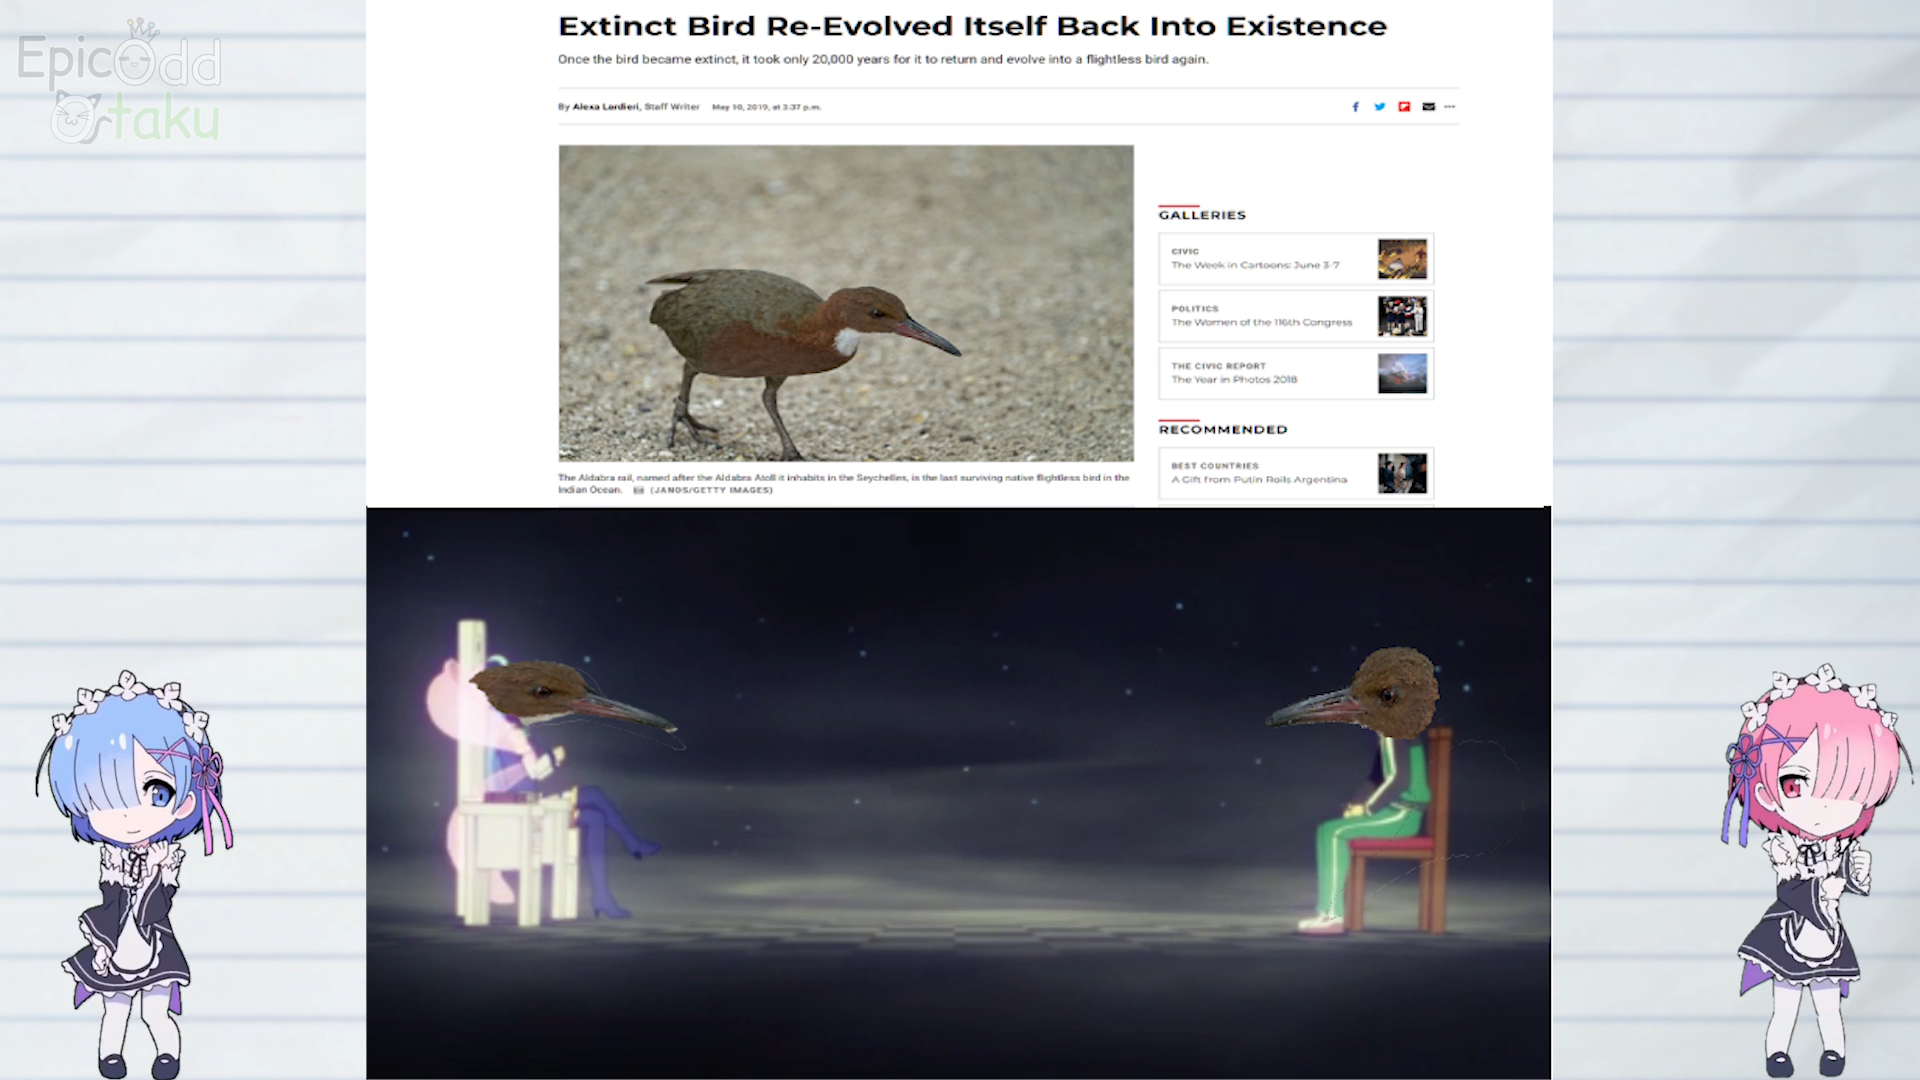 EpicOdd
Otaku
Extinct Bird Re-Evolved Itself Back Into Existence
Once the bird became extinct, it took only 20,000 years for it to return and evolve into a flightless bird again.
By Alexa Lardieri, Staff Writer May 10, 2019, at 3:37 p.m.
GALLERIES
CIVIC
The Week in Cartoons: June 3-7
POLITICS
The Women of the 116th Congress
THE CIVIC REPORT
The Year in Photos 2018
RECOMMENDED
BEST COUNTRIES
A Gift from Putin Roils Argentina
The Aldabra rail, named after the Aldabra Atoll it inhabits in the Seychelles, is the last surviving native flightless bird in the
Indian Ocean. (JANOS/GETTY IMAGES)